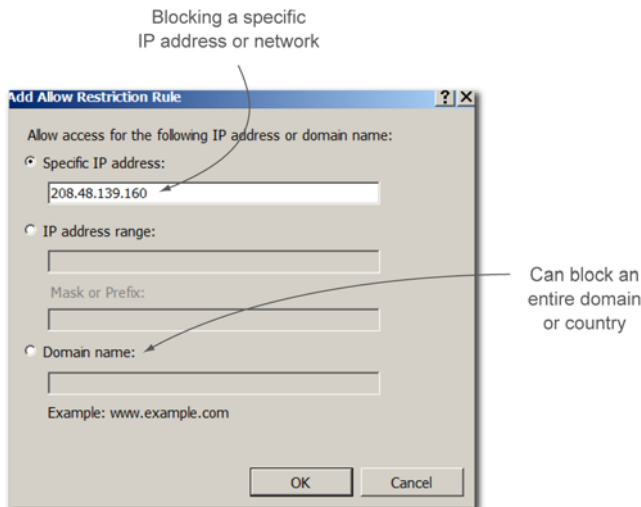 Blocking a specific
IP address or network
Add Allow Restriction Rule
Allow access for the following IP address or domain name:
Specific IP address:
208.48.139.160
IP address range:
Mask or Prefix:
Can block an
entire domain
or country
Domain name:
Example: www.example.com
OK
Cancel